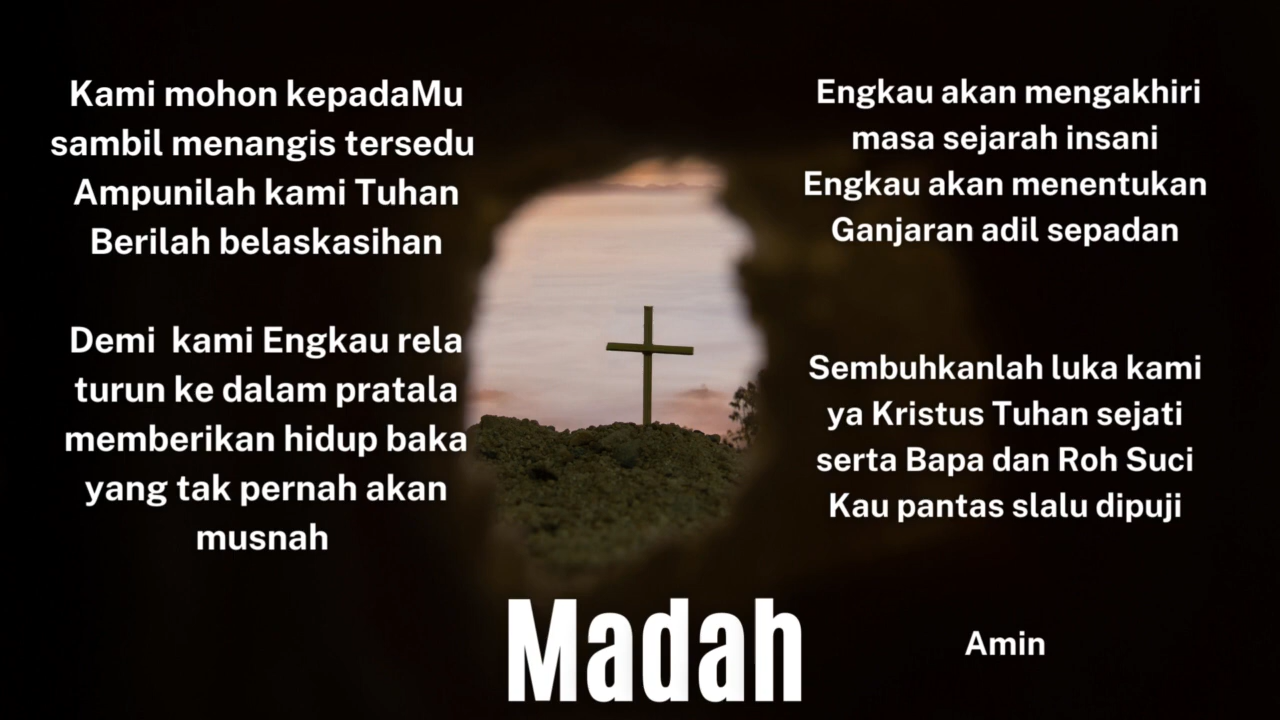 Kami mohon kepadaMu
sambil menangis tersedu
Ampunilah kami Tuhan
Berilah belaskasihan
Demi  kami Engkau rela
turun ke dalam pratala
memberikan hidup baka
yang tak pernah akan
musnah
Engkau akan mengakhiri
masa sejarah insani
Engkau akan menentukan
Ganjaran adil sepadan
Sembuhkanlah luka kami
ya Kristus Tuhan sejati
serta Bapa dan Roh Suci
Kau pantas slalu dipuji
Amin
Madah